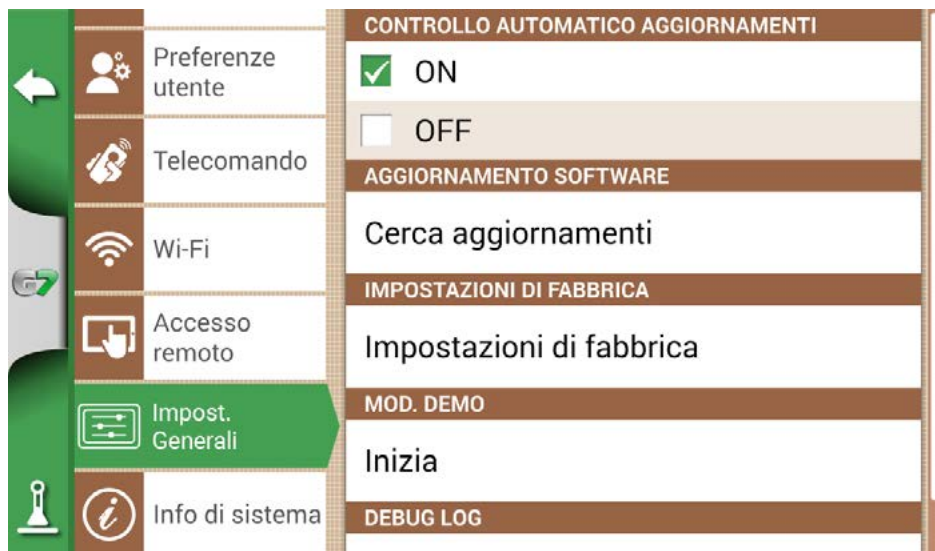 Preferenze
utente
Telecomando
Wi-Fi
G7
Accesso
remoto
Impost.
Generali
Info di sistema
CONTROLLO AUTOMATICO AGGIORNAMENTI
ON
OFF
AGGIORNAMENTO SOFTWARE
Cerca aggiornamenti
IMPOSTAZIONI DI FABBRICA
Impostazioni di fabbrica
MOD. DEMO
Inizia
DEBUG LOG